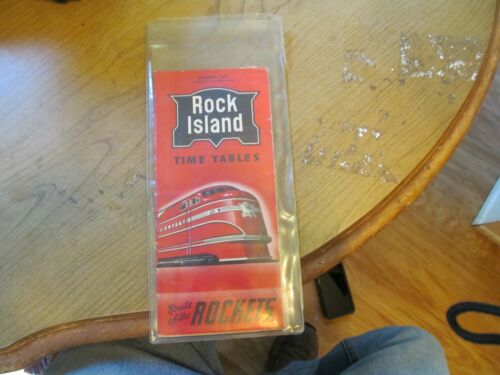 Rock
Island
TIME TABLES
Route
of the
ROCKETS